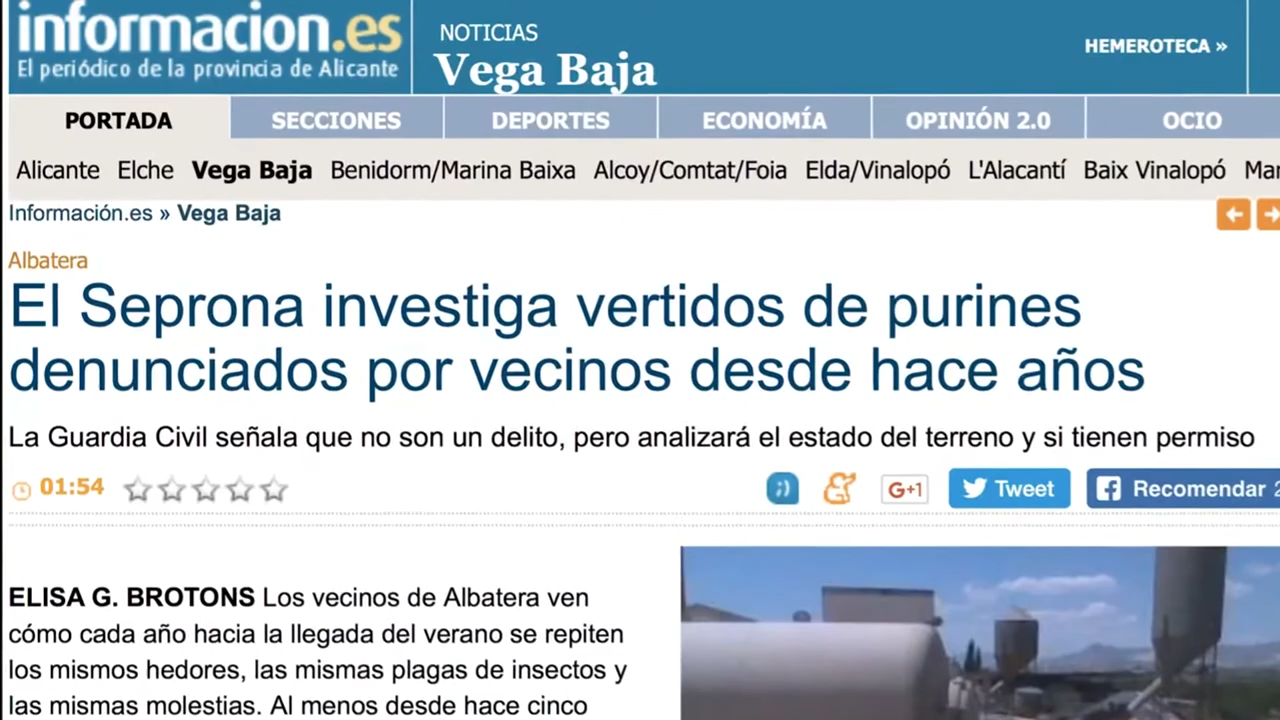 informacion.es
El periódico de la provincia de Alicante
NOTICIAS
Vega Baja
HEMEROTECA »
PORTADA SECCIONES DEPORTES ECONOMÍA OPINIÓN 2.0 OCIO
Alicante Elche Vega Baja Benidorm/Marina Baixa Alcoy/Comtat/Foia Elda/Vinalopó L'Alacantí Baix Vinalopó
Información.es » Vega Baja
Albatera
El Seprona investiga vertidos de purines
denunciados por vecinos desde hace años
La Guardia Civil señala que no son un delito, pero analizará el estado del terreno y si tienen permiso
01:54
G+1 Tweet Recomendar
ELISA G. BROTONS Los vecinos de Albatera ven
cómo cada año hacia la llegada del verano se repiten
los mismos hedores, las mismas plagas de insectos y
las mismas molestias. Al menos desde hace cinco